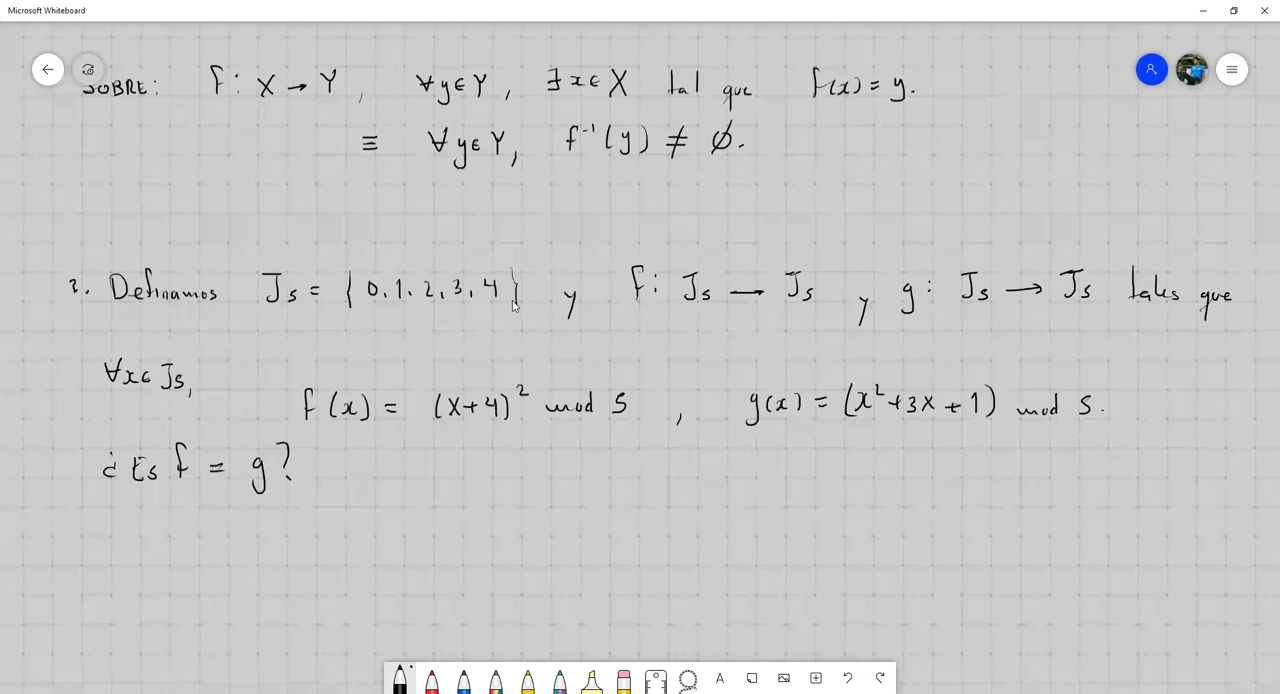 Microsoft Whiteboard
SOBRE: f: X → Y, ∀y∈Y, ∃x∈X tal que f(x) = y.
≡ ∀y∈Y, f⁻¹(y) ≠ ∅.
2. Definamos J₅ = {0, 1, 2, 3, 4} y f: J₅ → J₅ y g: J₅ → J₅ tales que
∀x∈J₅,
f(x) = (x+4)² mod 5, g(x) = (x²+3x+1) mod 5.
¿Es f = g?
A